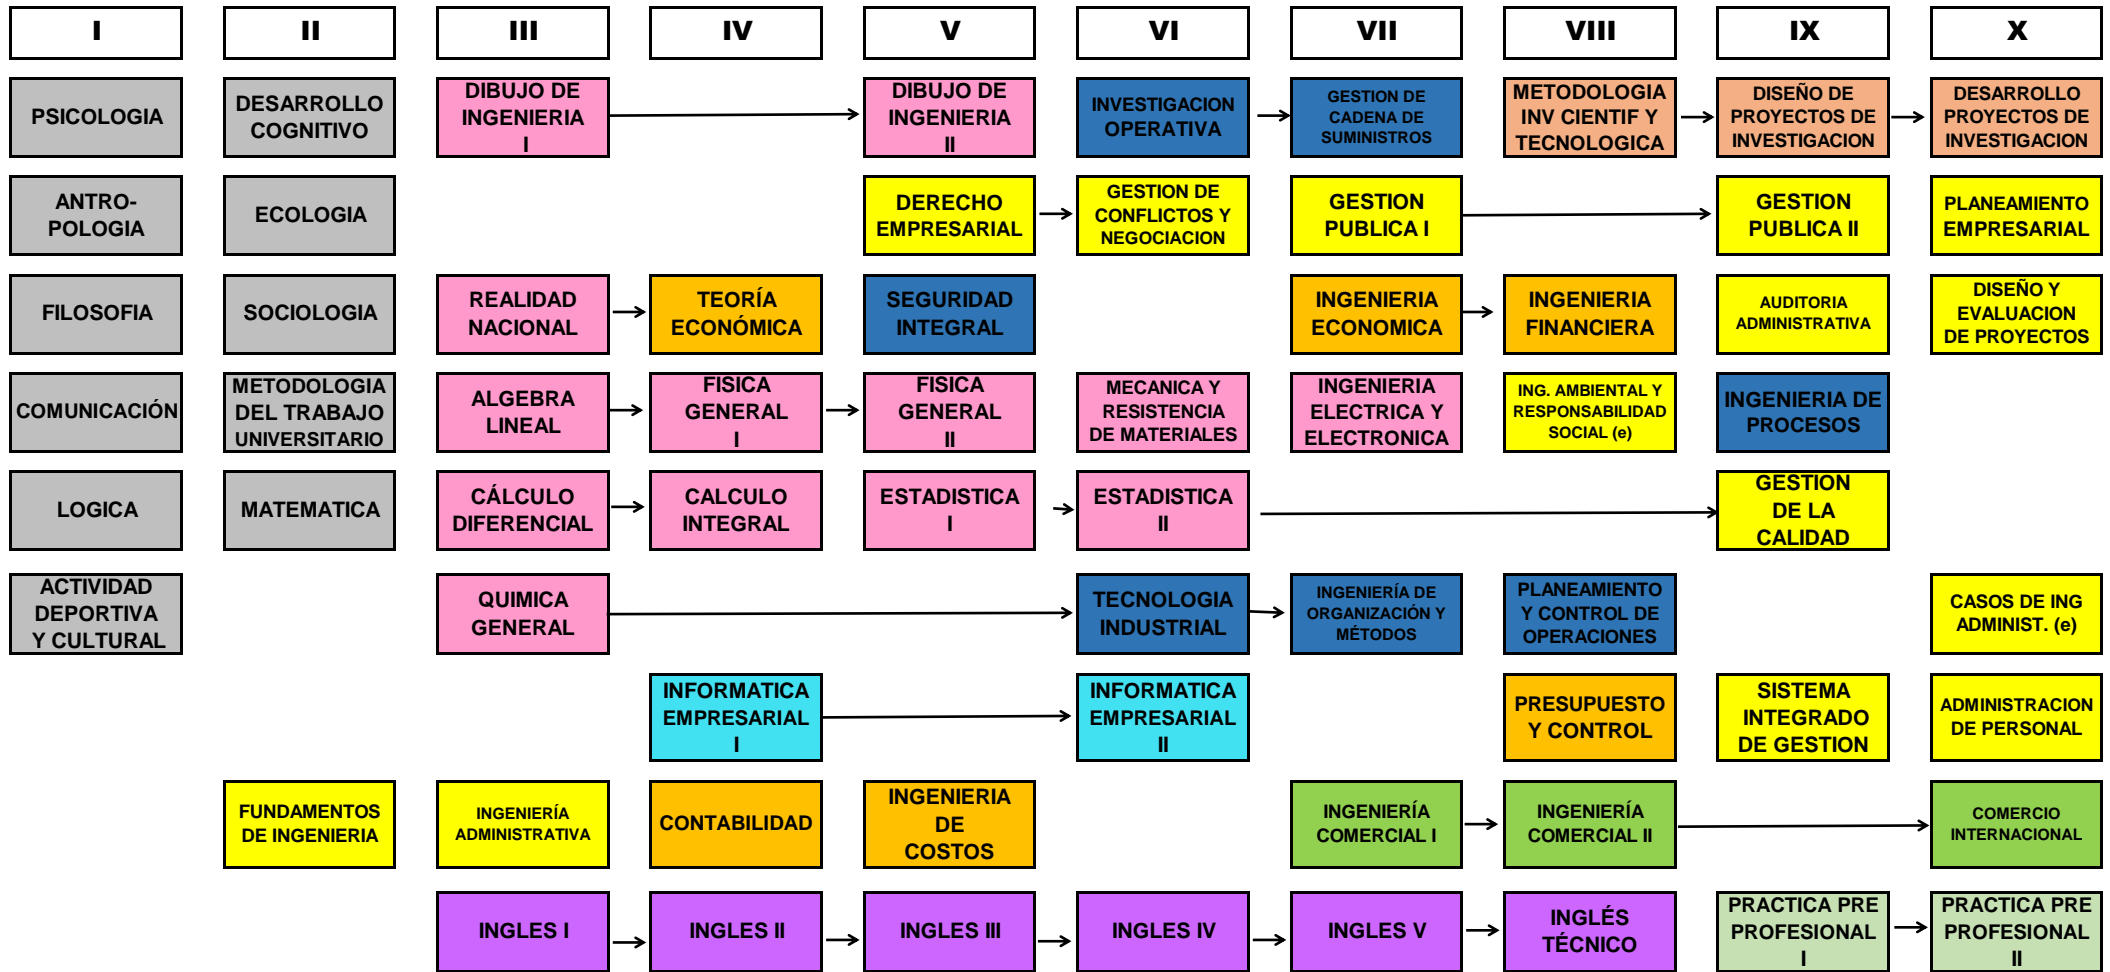 I
II
III
IV
V
VI
VII
VIII
IX
X
PSICOLOGIA
DESARROLLO
COGNITIVO
DIBUJO DE
INGENIERIA
I
DIBUJO DE
INGENIERIA
II
INVESTIGACION
OPERATIVA
GESTION DE
CADENA DE
SUMINISTROS
METODOLOGIA
INV CIENTIF Y
TECNOLOGICA
DISEÑO DE
PROYECTOS DE
INVESTIGACION
DESARROLLO
PROYECTOS DE
INVESTIGACION
ANTRO-
POLOGIA
ECOLOGIA
DERECHO
EMPRESARIAL
GESTION DE
CONFLICTOS Y
NEGOCIACION
GESTION
PUBLICA I
GESTION
PUBLICA II
PLANEAMIENTO
EMPRESARIAL
FILOSOFIA
SOCIOLOGIA
REALIDAD
NACIONAL
TEORÍA
ECONÓMICA
SEGURIDAD
INTEGRAL
INGENIERIA
ECONOMICA
INGENIERIA
FINANCIERA
AUDITORIA
ADMINISTRATIVA
DISEÑO Y
EVALUACION
DE PROYECTOS
COMUNICACIÓN
METODOLOGIA
DEL TRABAJO
UNIVERSITARIO
ALGEBRA
LINEAL
FISICA
GENERAL
I
FISICA
GENERAL
II
MECANICA Y
RESISTENCIA
DE MATERIALES
INGENIERIA
ELECTRICA Y
ELECTRONICA
ING. AMBIENTAL Y
RESPONSABILIDAD
SOCIAL (e)
INGENIERIA DE
PROCESOS
LOGICA
MATEMATICA
CÁLCULO
DIFERENCIAL
CALCULO
INTEGRAL
ESTADISTICA
I
ESTADISTICA
II
GESTION
DE LA
CALIDAD
ACTIVIDAD
DEPORTIVA
Y CULTURAL
QUIMICA
GENERAL
TECNOLOGIA
INDUSTRIAL
INGENIERÍA DE
ORGANIZACIÓN Y
MÉTODOS
PLANEAMIENTO
Y CONTROL DE
OPERACIONES
CASOS DE ING
ADMINIST. (e)
INFORMATICA
EMPRESARIAL
I
INFORMATICA
EMPRESARIAL
II
PRESUPUESTO
Y CONTROL
SISTEMA
INTEGRADO
DE GESTION
ADMINISTRACION
DE PERSONAL
FUNDAMENTOS
DE INGENIERIA
INGENIERÍA
ADMINISTRATIVA
CONTABILIDAD
INGENIERIA
DE
COSTOS
INGENIERÍA
COMERCIAL I
INGENIERÍA
COMERCIAL II
COMERCIO
INTERNACIONAL
INGLES I
INGLES II
INGLES III
INGLES IV
INGLES V
INGLÉS
TÉCNICO
PRACTICA PRE
PROFESIONAL
I
PRACTICA PRE
PROFESIONAL
II